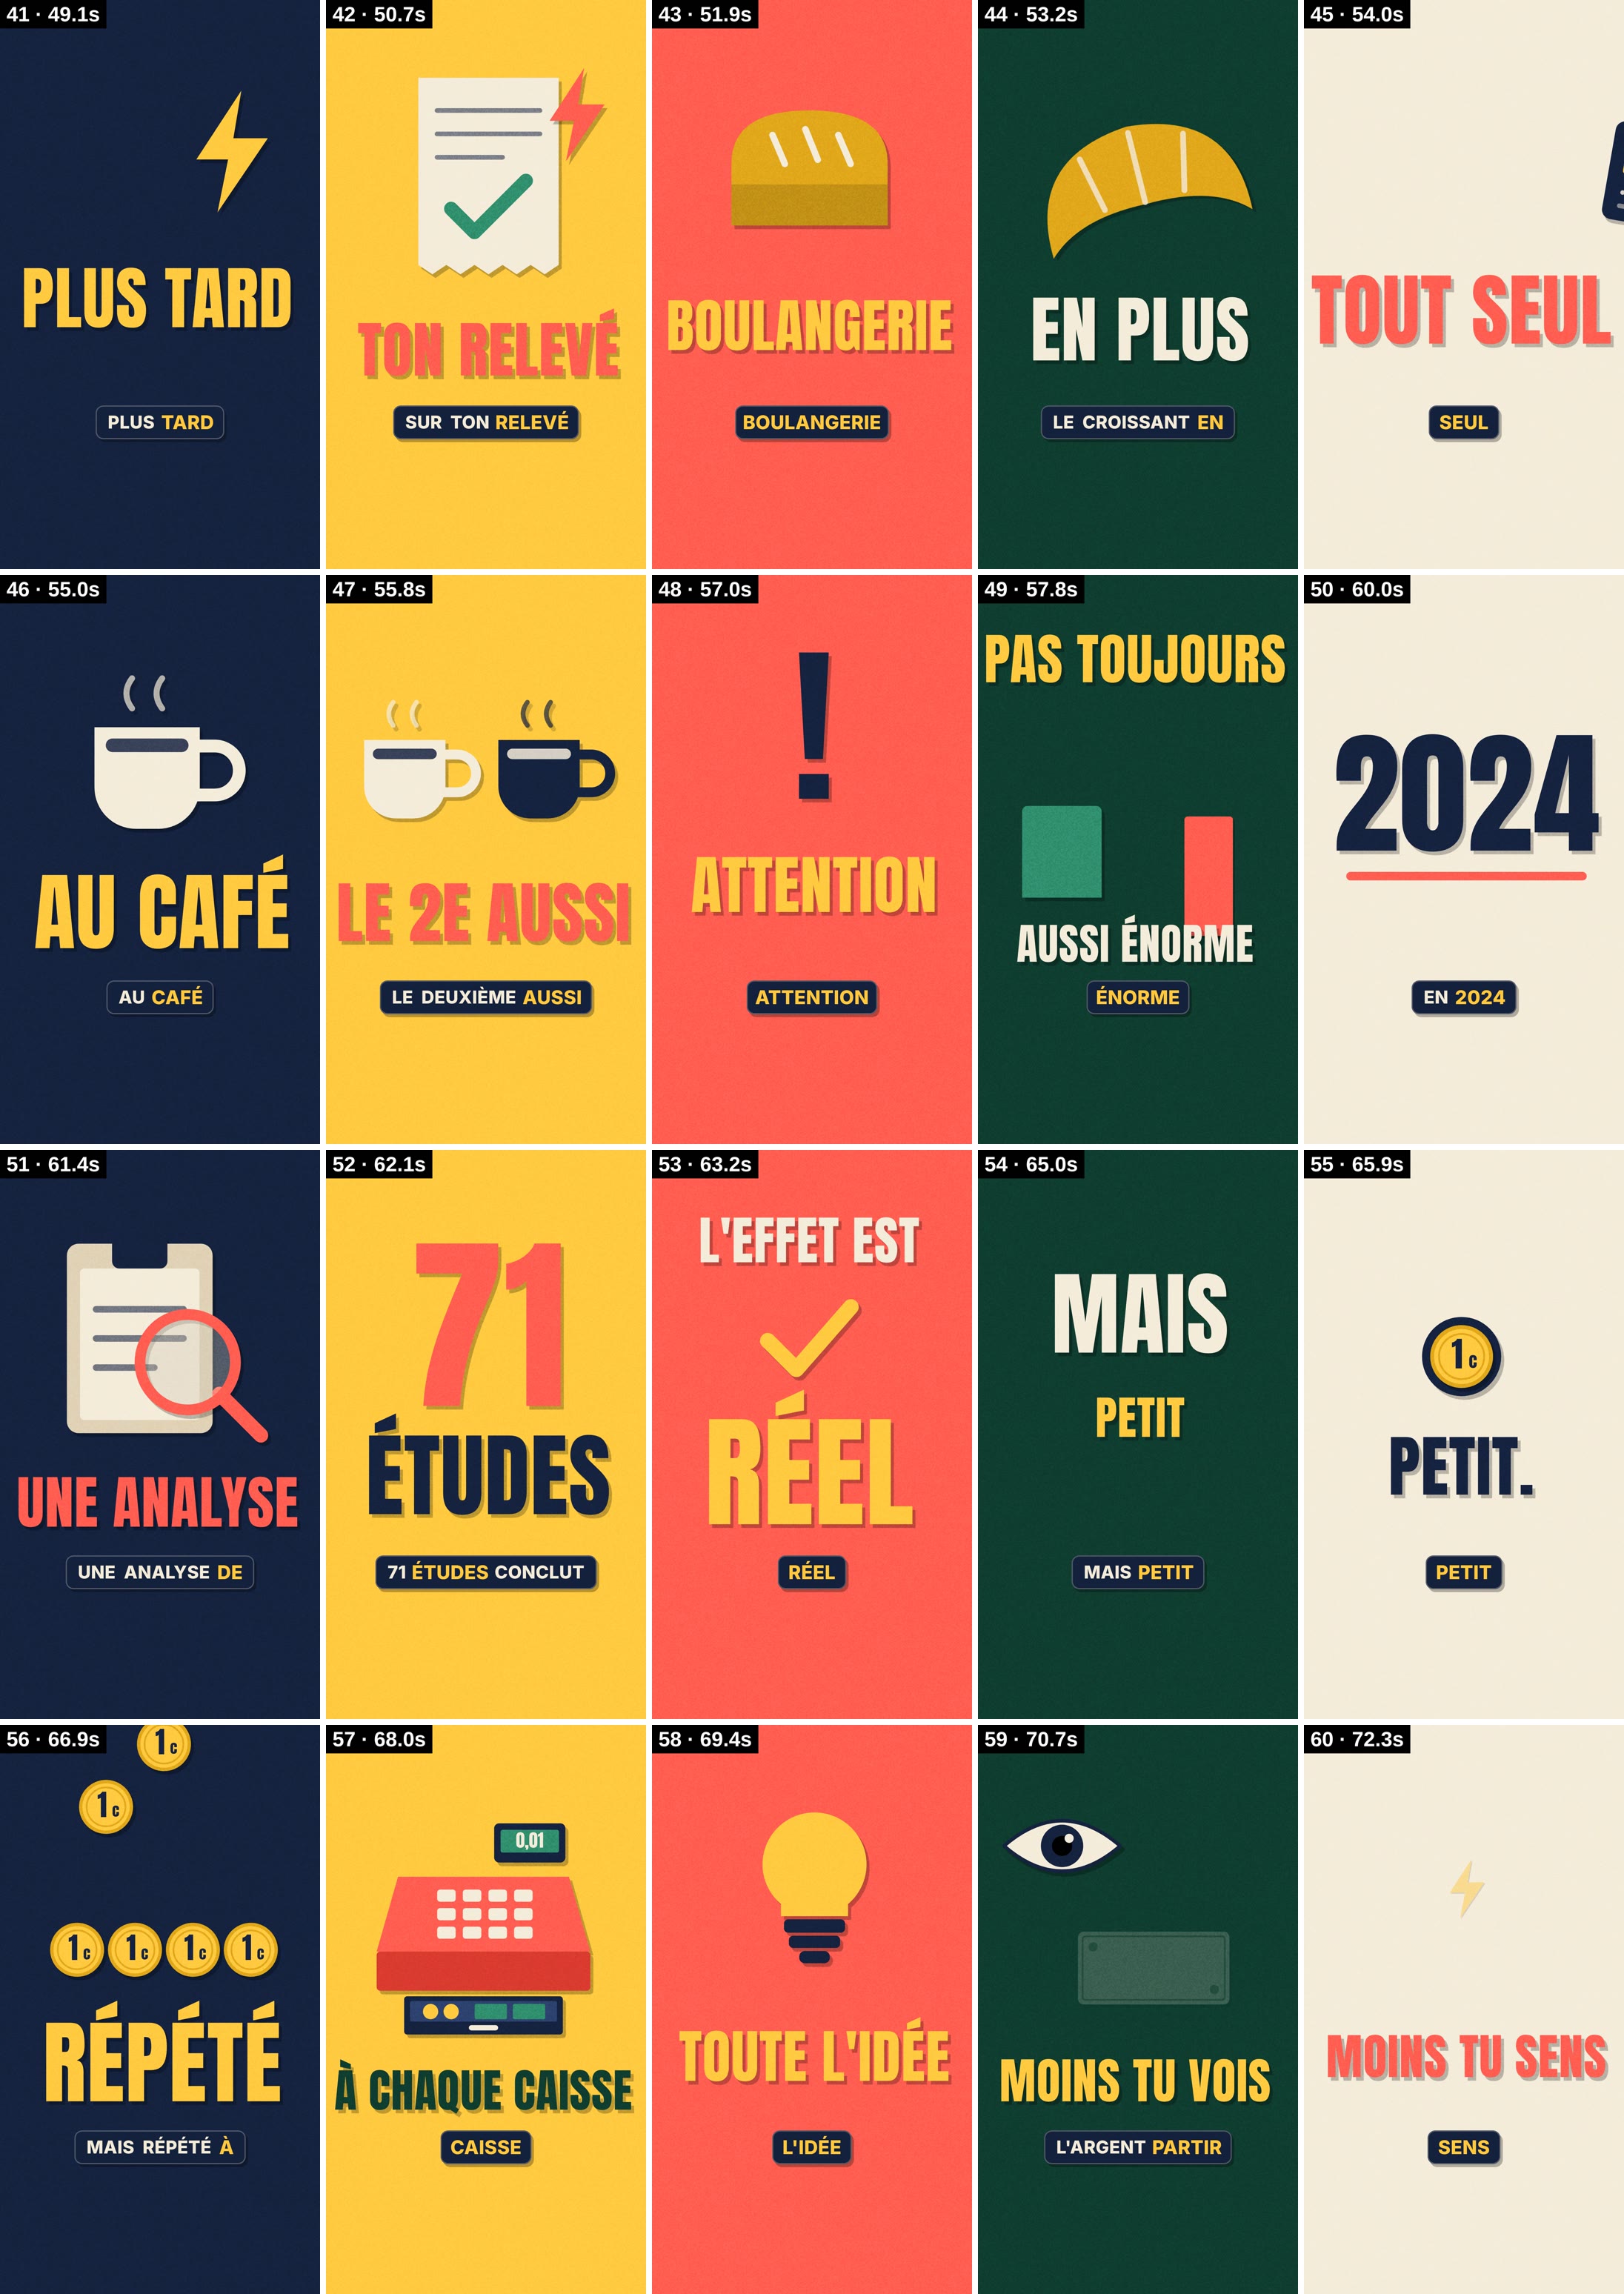 41 · 49.1s
PLUS TARD
PLUS TARD
42 · 50.7s
TON RELEVÉ
SUR TON RELEVÉ
43 · 51.9s
BOULANGERIE
BOULANGERIE
44 · 53.2s
EN PLUS
LE CROISSANT EN
45 · 54.0s
TOUT SEUL
SEUL
46 · 55.0s
AU CAFÉ
AU CAFÉ
47 · 55.8s
LE 2E AUSSI
LE DEUXIÈME AUSSI
48 · 57.0s
!
ATTENTION
ATTENTION
49 · 57.8s
PAS TOUJOURS
AUSSI ÉNORME
ÉNORME
50 · 60.0s
2024
EN 2024
51 · 61.4s
UNE ANALYSE
UNE ANALYSE DE
52 · 62.1s
71
ÉTUDES
71 ÉTUDES CONCLUT
53 · 63.2s
L'EFFET EST
RÉEL
RÉEL
54 · 65.0s
MAIS
PETIT
MAIS PETIT
55 · 65.9s
1c
PETIT.
PETIT
56 · 66.9s
1c
1c
1c 1c 1c 1c
RÉPÉTÉ
MAIS RÉPÉTÉ À
57 · 68.0s
0,01
À CHAQUE CAISSE
CAISSE
58 · 69.4s
TOUTE L'IDÉE
L'IDÉE
59 · 70.7s
MOINS TU VOIS
L'ARGENT PARTIR
60 · 72.3s
MOINS TU SENS
SENS